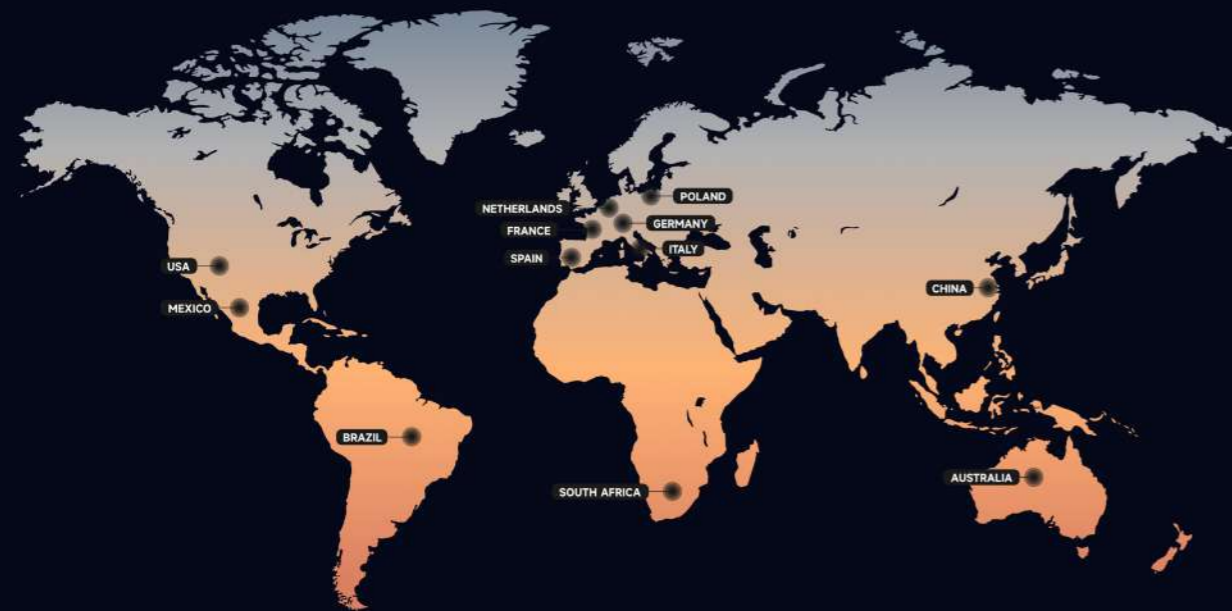 POLAND
NETHERLANDS
GERMANY
FRANCE
ITALY
SPAIN
USA
CHINA
MEXICO
BRAZIL
AUSTRALIA
SOUTH AFRICA